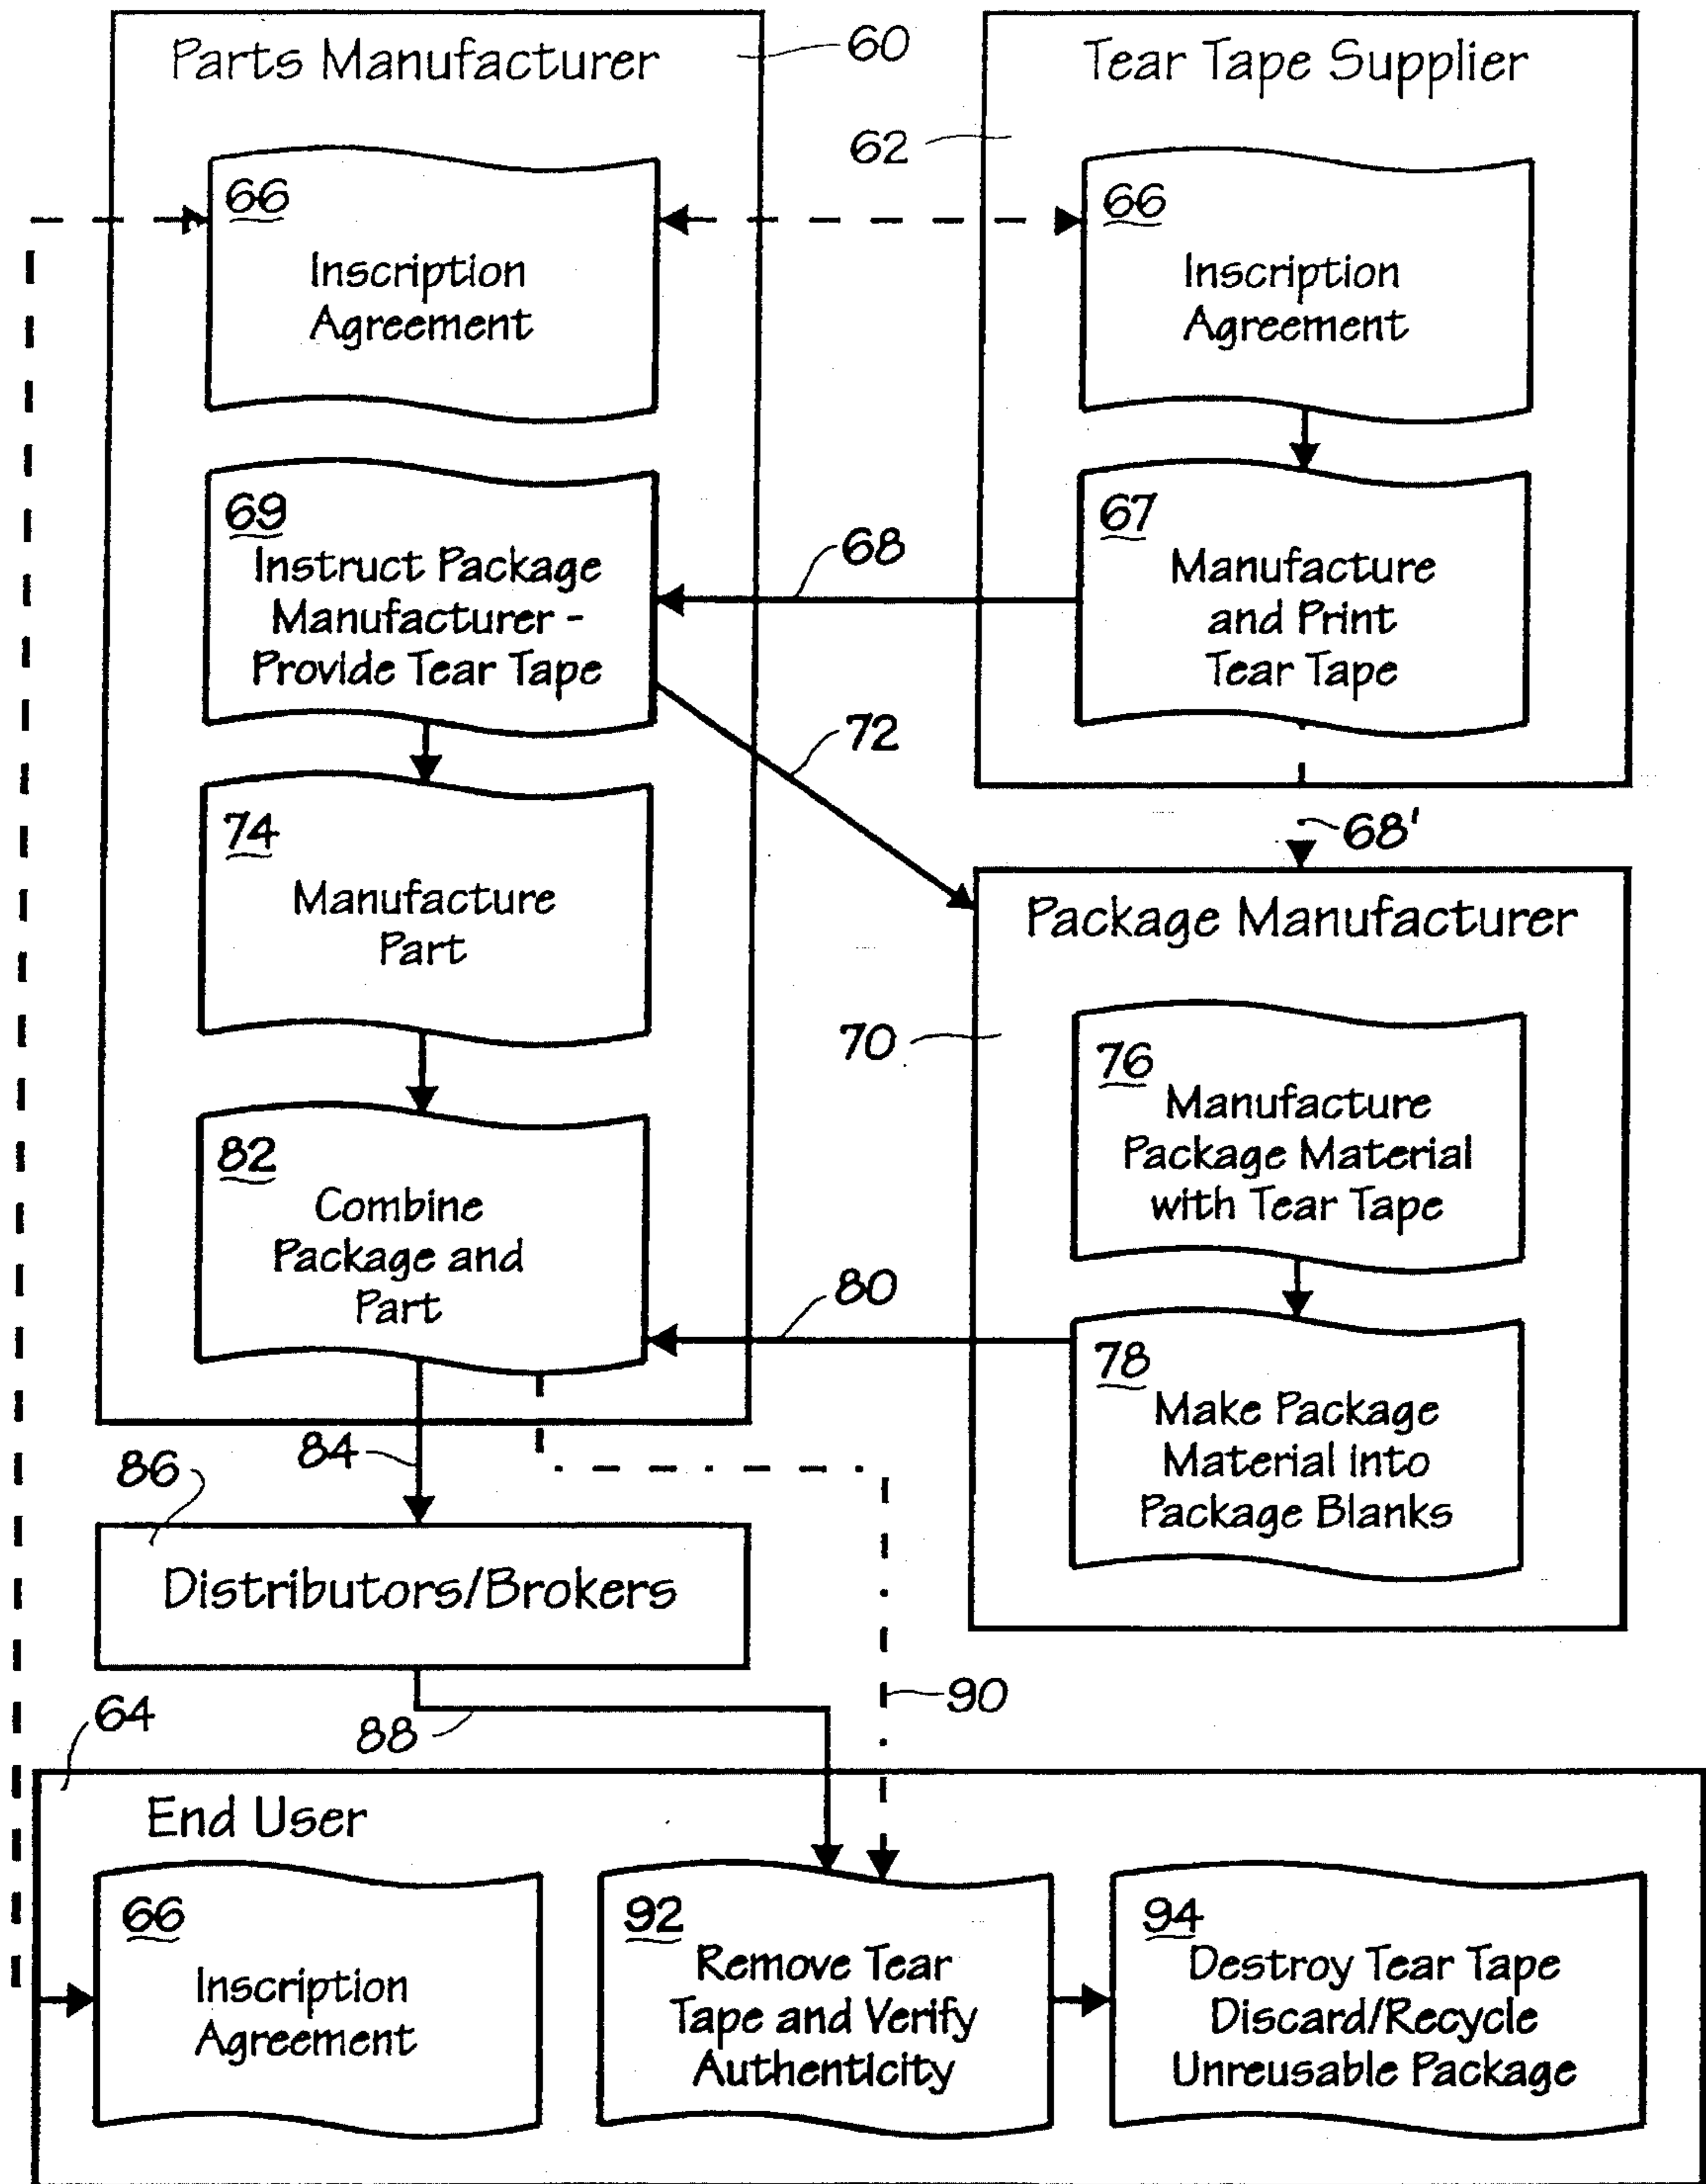 Parts Manufacturer
60
66
Inscription
Agreement
69
Instruct Package
Manufacturer -
Provide Tear Tape
68
72
74
Manufacture
Part
82
Combine
Package and
Part
80
84
Tear Tape Supplier
62
66
Inscription
Agreement
67
Manufacture
and Print
Tear Tape
68'
Package Manufacturer
70
76
Manufacture
Package Material
with Tear Tape
78
Make Package
Material into
Package Blanks
86
Distributors/Brokers
88
90
64
End User
66
Inscription
Agreement
92
Remove Tear
Tape and Verify
Authenticity
94
Destroy Tear Tape
Discard/Recycle
Unreusable Package